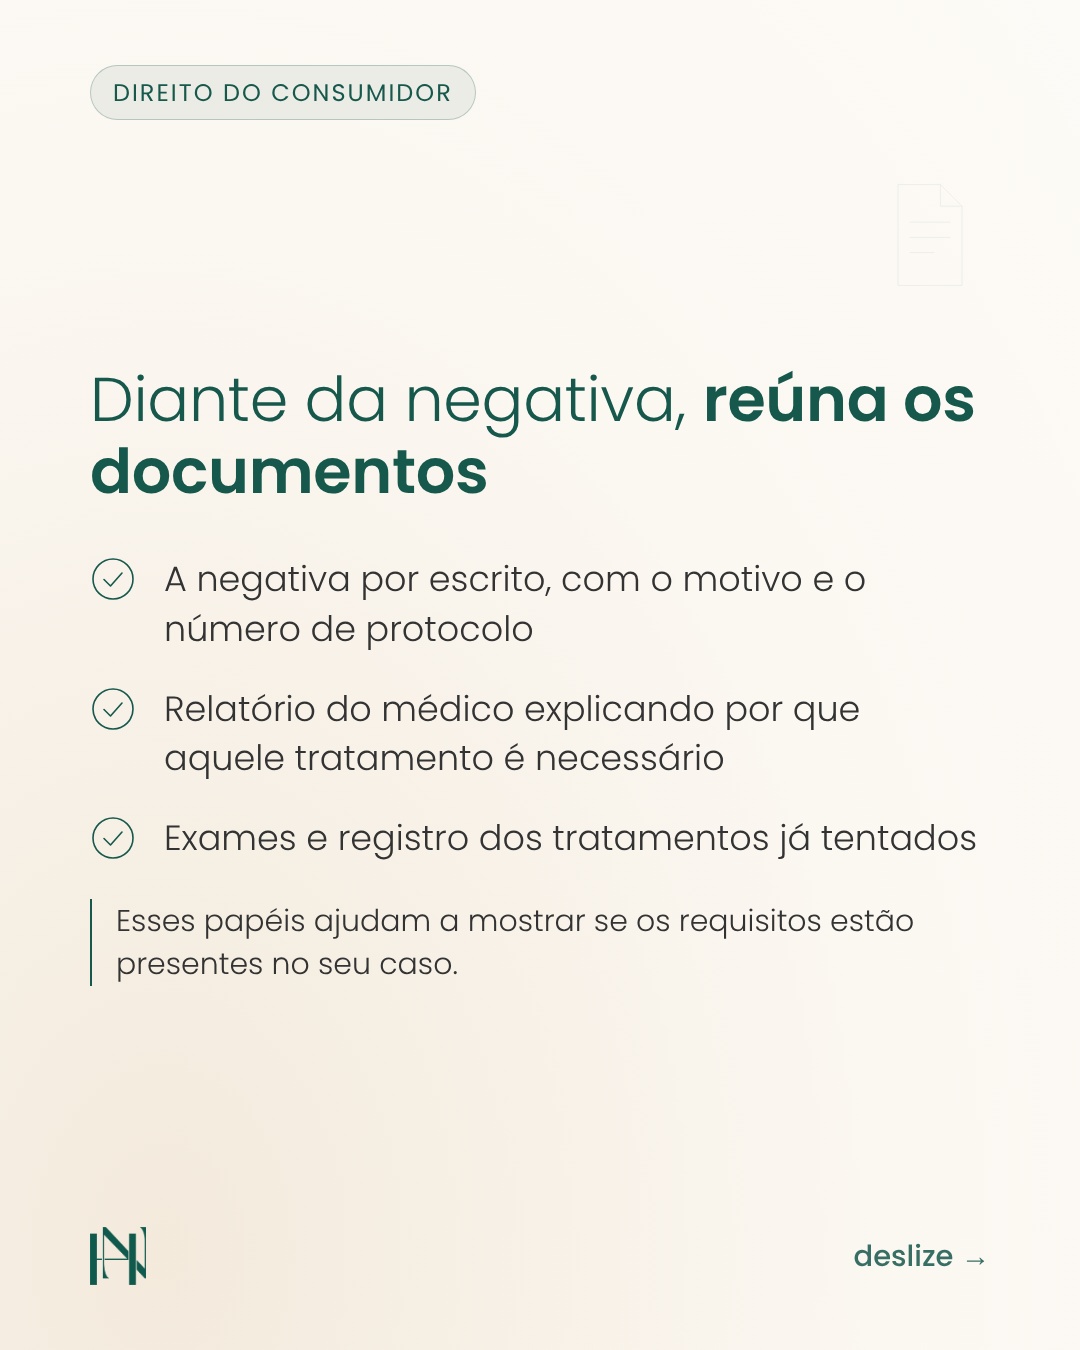 DIREITO DO CONSUMIDOR
Diante da negativa, reúna os
documentos
A negativa por escrito, com o motivo e o
número de protocolo
Relatório do médico explicando por que
aquele tratamento é necessário
Exames e registro dos tratamentos já tentados
Esses papéis ajudam a mostrar se os requisitos estão
presentes no seu caso.
deslize →